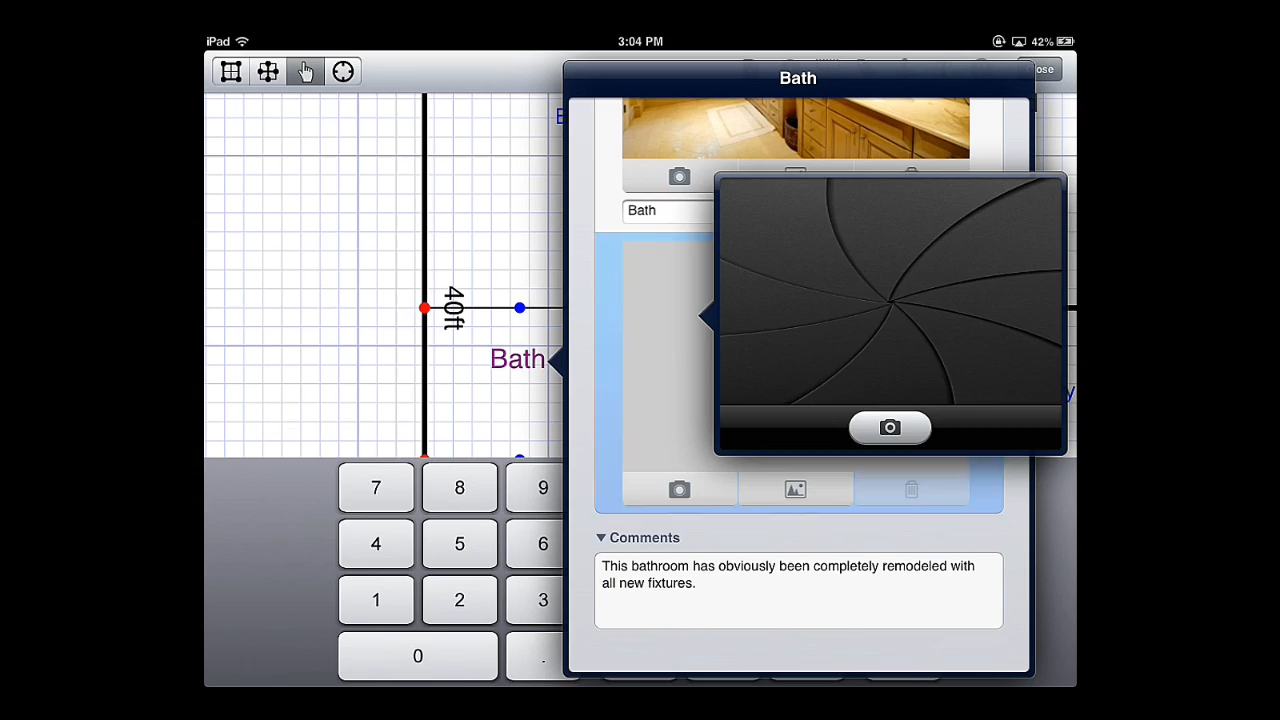 iPad
3:04 PM
42%
Bath
Bath
40ft
Bath
7
8
9
4
5
6
1
2
3
0
.
Comments
This bathroom has obviously been completely remodeled with
all new fixtures.